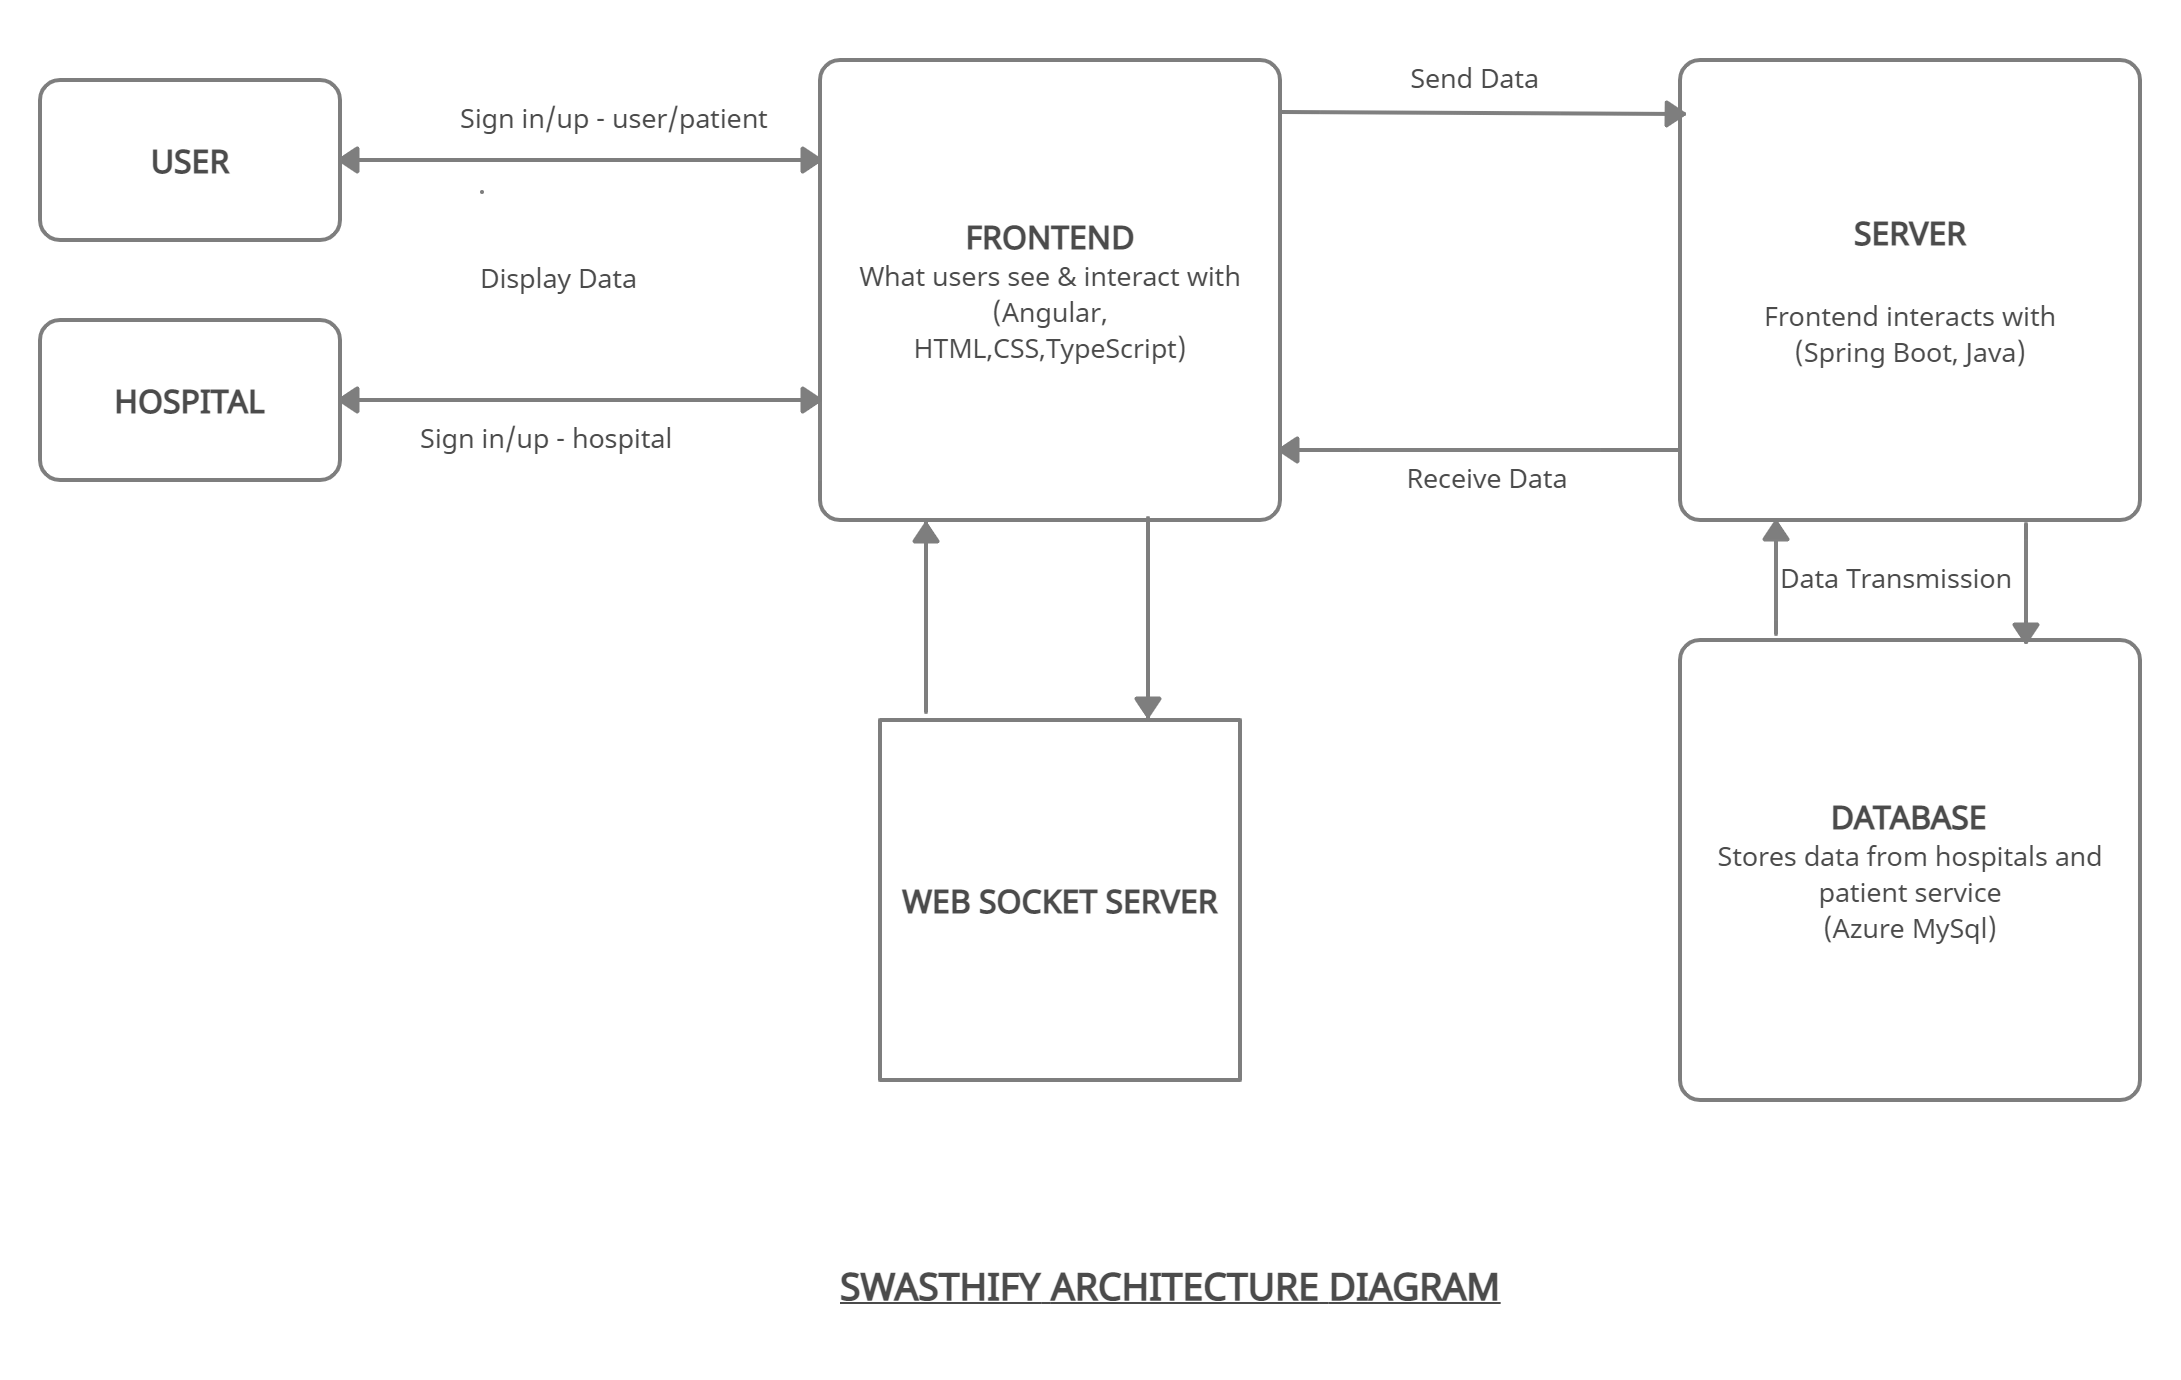 USER
Sign in/up - user/patient
.
Display Data
HOSPITAL
Sign in/up - hospital
FRONTEND
What users see & interact with
(Angular,
HTML,CSS,TypeScript)
Send Data
Receive Data
SERVER
Frontend interacts with
(Spring Boot, Java)
Data Transmission
WEB SOCKET SERVER
DATABASE
Stores data from hospitals and
patient service
(Azure MySql)
SWASTHIFY ARCHITECTURE DIAGRAM